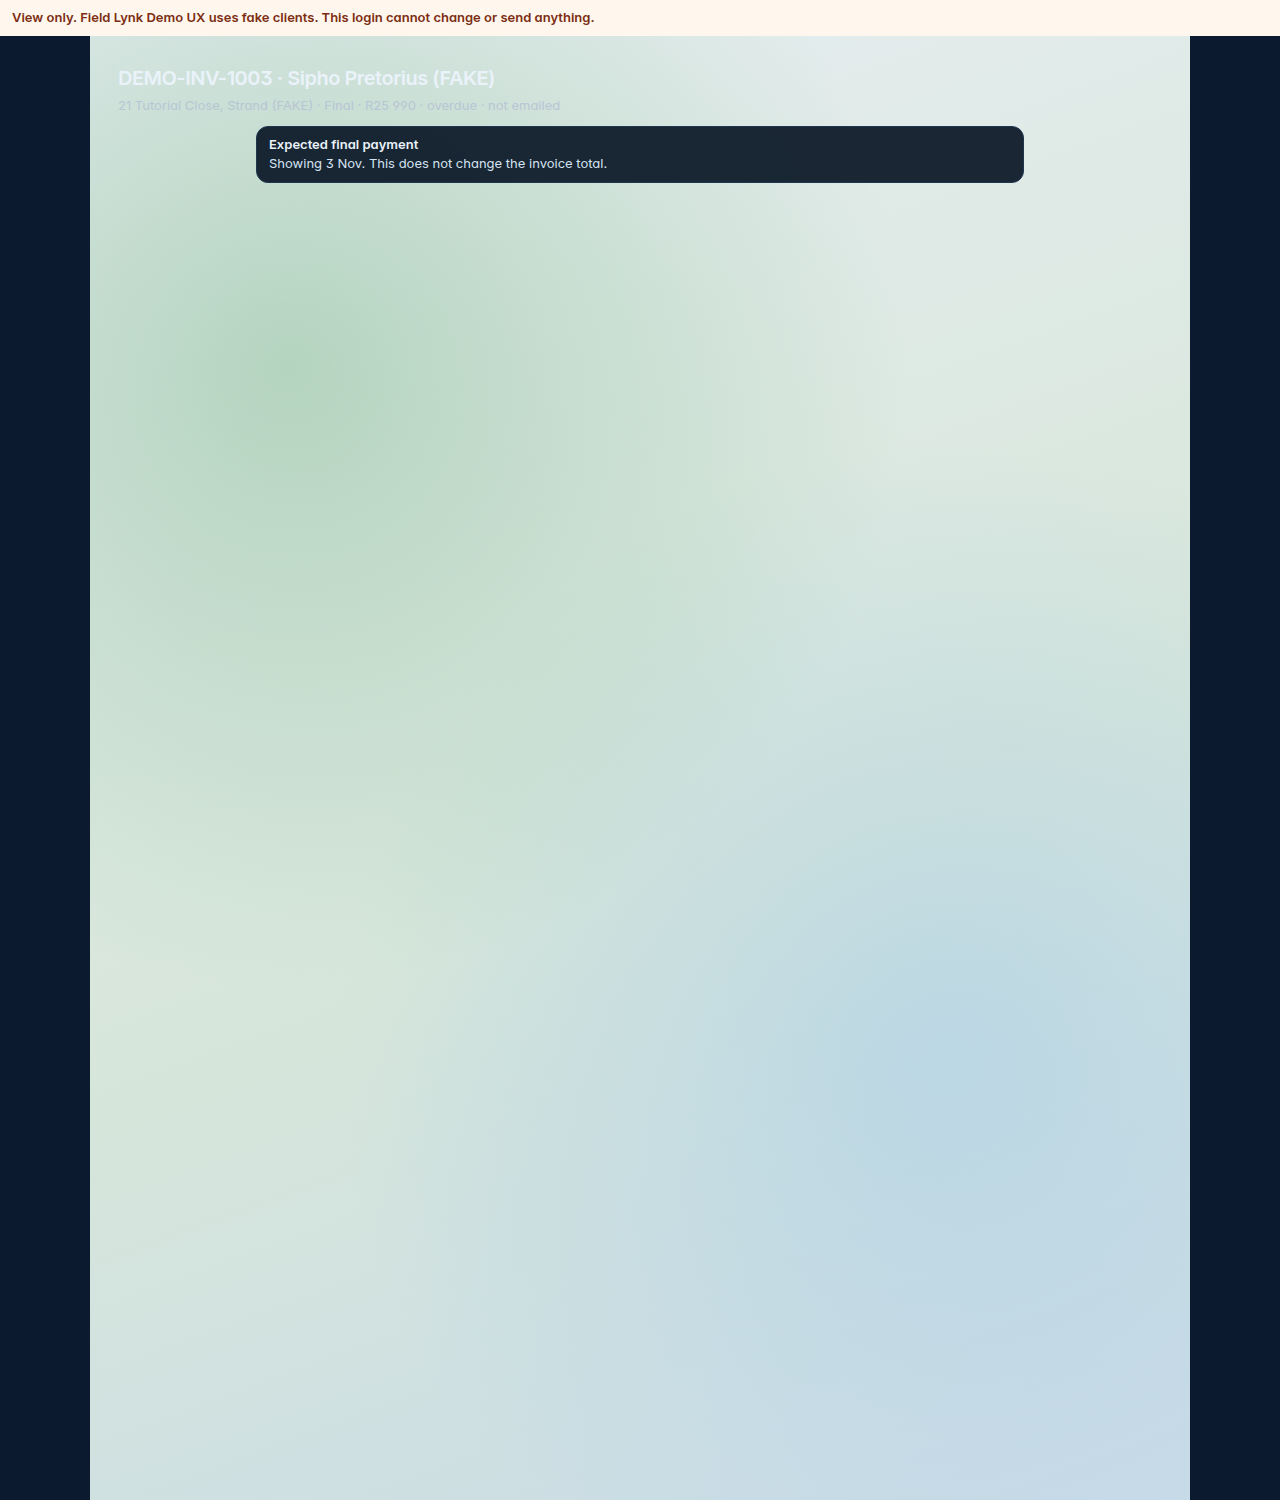 View only. Field Lynk Demo UX uses fake clients. This login cannot change or send anything.
DEMO-INV-1003 · Sipho Pretorius (FAKE)
21 Tutorial Close, Strand (FAKE) · Final · R25 990 · overdue · not emailed
Expected final payment
Showing 3 Nov. This does not change the invoice total.